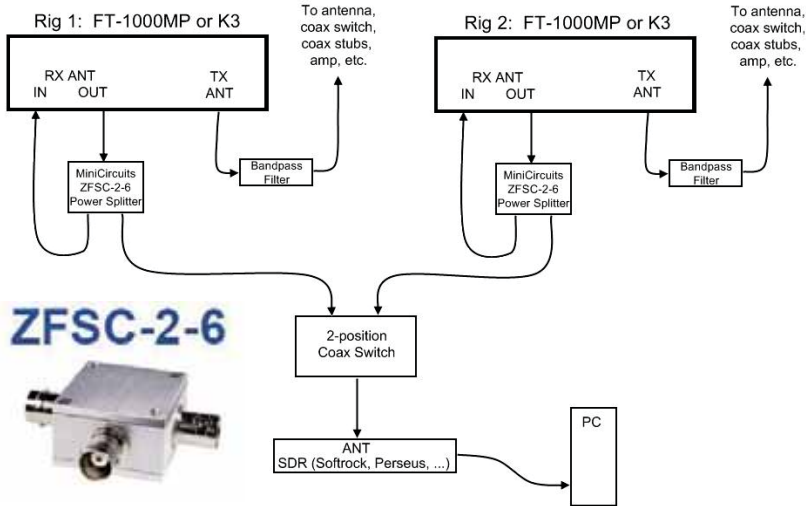 Rig 1:  FT-1000MP or K3
To antenna,
coax switch,
coax stubs,
amp, etc.
RX ANT
IN OUT
TX
ANT
MiniCircuits
ZFSC-2-6
Power Splitter
Bandpass
Filter
Rig 2:  FT-1000MP or K3
To antenna,
coax switch,
coax stubs,
amp, etc.
RX ANT
IN OUT
TX
ANT
MiniCircuits
ZFSC-2-6
Power Splitter
Bandpass
Filter
ZFSC-2-6
2-position
Coax Switch
ANT
SDR (Softrock, Perseus, ...)
PC